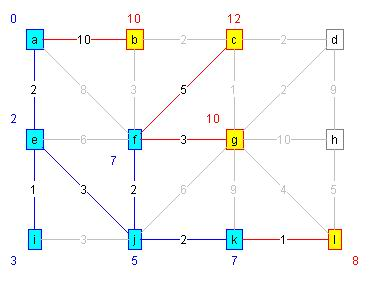 0 10 12
a 10 b 2 c 2 d
2 8 3 5 1 2 9
2 10
e 6 f 3 g 10 h
7
1 3 2 6 9 4 5
i 3 j 2 k 1 l
3 5 7 8